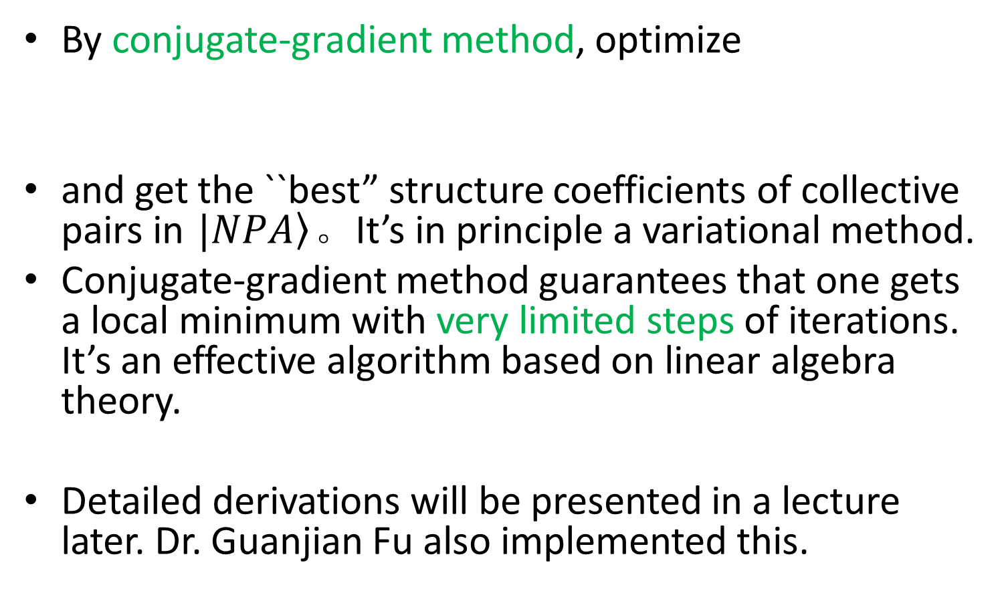 • By conjugate-gradient method, optimize
• and get the ``best” structure coefficients of collective
pairs in |NPA⟩。 It’s in principle a variational method.
• Conjugate-gradient method guarantees that one gets
a local minimum with very limited steps of iterations.
It’s an effective algorithm based on linear algebra
theory.
• Detailed derivations will be presented in a lecture
later. Dr. Guanjian Fu also implemented this.